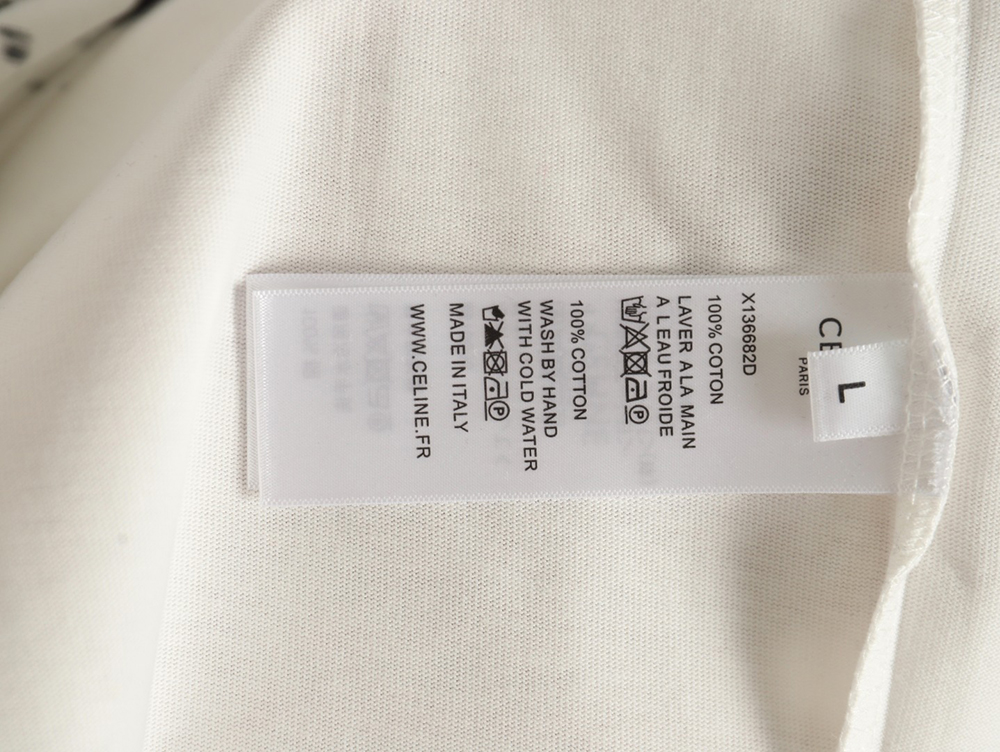 CE
PARIS
L
X136682D
100% COTON
LAVER A LA MAIN
A L EAU FROIDE
P
100% COTTON
WASH BY HAND
WITH COLD WATER
P
MADE IN ITALY
WWW.CELINE.FR